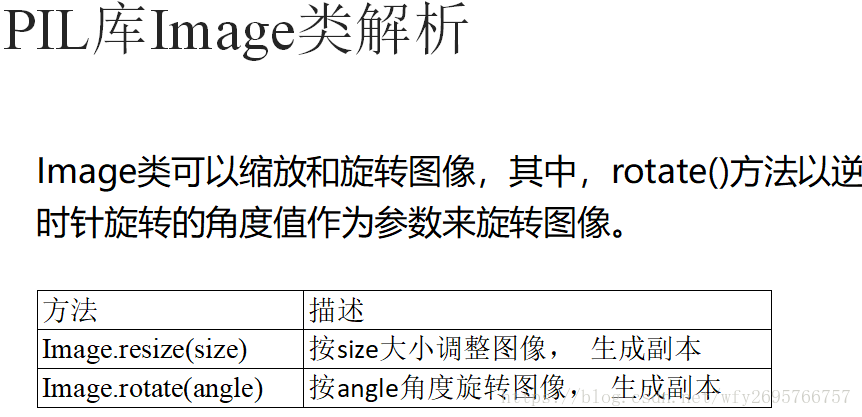 PIL库Image类解析
Image类可以缩放和旋转图像，其中，rotate()方法以逆
时针旋转的角度值作为参数来旋转图像。
方法 描述
Image.resize(size) 按size大小调整图像， 生成副本
Image.rotate(angle) 按angle角度旋转图像， 生成副本
https://blog.csdn.net/wfy2695766757